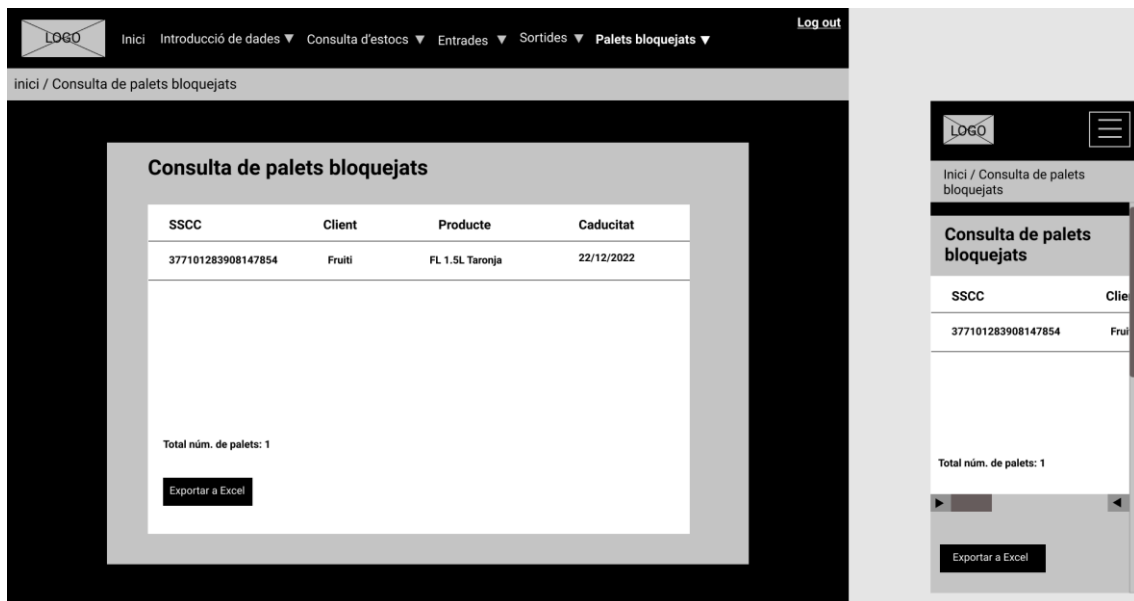 LOGO Inici Introducció de dades ▼ Consulta d'estocs ▼ Entrades ▼ Sortides ▼ Palets bloquejats ▼ Log out
inici / Consulta de palets bloquejats
Consulta de palets bloquejats
SSCC Client Producte Caducitat
377101283908147854 Fruiti FL 1.5L Taronja 22/12/2022
Total núm. de palets: 1
Exportar a Excel
LOGO
Inici / Consulta de palets
bloquejats
Consulta de palets
bloquejats
SSCC Clie
377101283908147854 Frui
Total núm. de palets: 1
Exportar a Excel